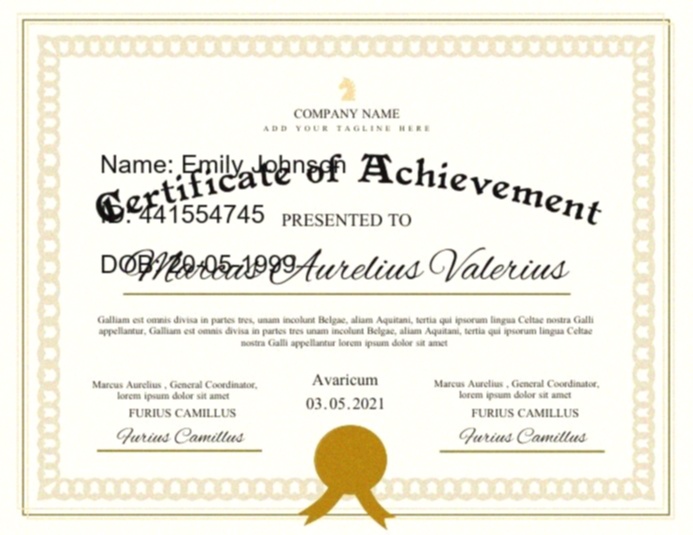 COMPANY NAME
ADD YOUR TAGLINE HERE
Name: Emily Johnson
Certificate of Achievement
ID: 441554745
PRESENTED TO
DOB: 20-05-1999
Marcus Aurelius Valerius
Galliam est omnis divisa in partes tres, unam incolunt Belgae, aliam Aquitani, tertia qui ipsorum lingua Celtae nostra Galli
appellantur, Galliam est omnis divisa in partes tres unam incolunt Belgae, aliam Aquitani, tertia qui ipsorum lingua Celtae
nostra Galli appellantur lorem ipsum dolor sit amet
Marcus Aurelius , General Coordinator,
lorem ipsum dolor sit amet
FURIUS CAMILLUS
Furius Camillus
Avaricum
03.05.2021
Marcus Aurelius , General Coordinator,
lorem ipsum dolor sit amet
FURIUS CAMILLUS
Furius Camillus